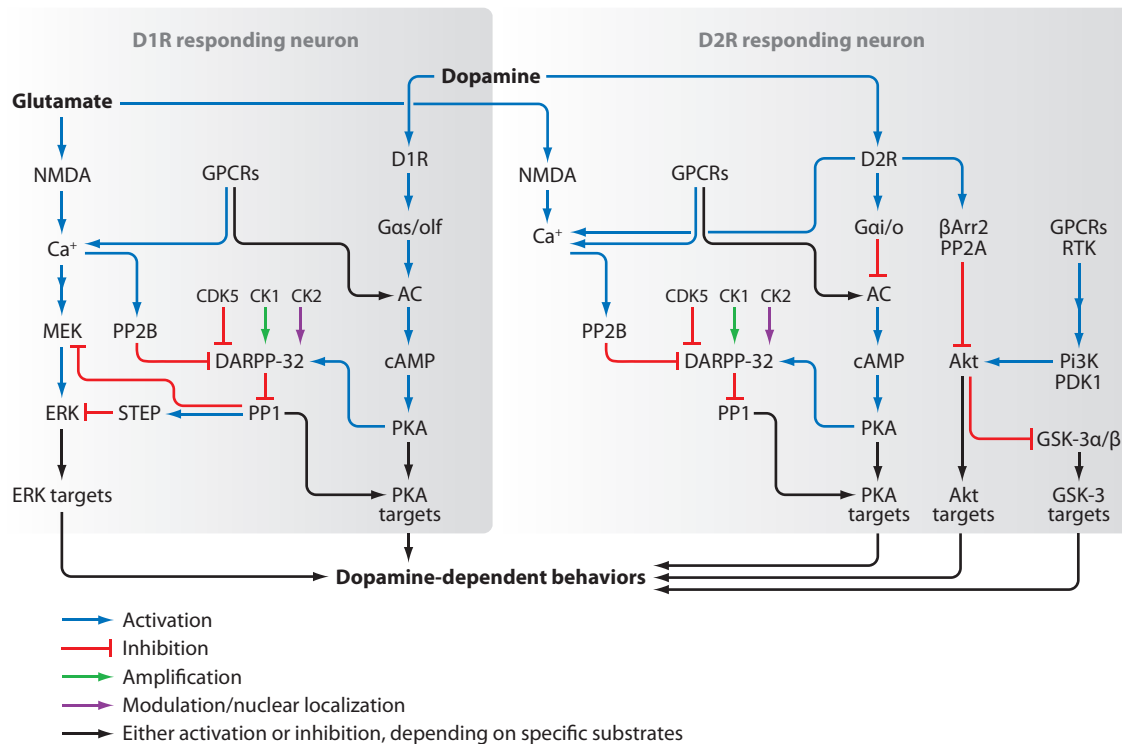 D1R responding neuron
D2R responding neuron
Dopamine
Glutamate
D1R
D2R
NMDA
GPCRs
NMDA
GPCRs
Gαs/olf
Gαi/o
βArr2
PP2A
GPCRs
RTK
Ca⁺
Ca⁺
CDK5
CK1
CK2
AC
CDK5
CK1
CK2
AC
MEK
PP2B
PP2B
DARPP-32
cAMP
DARPP-32
cAMP
Akt
Pi3K
PDK1
ERK
STEP
PP1
PKA
PP1
PKA
GSK-3α/β
ERK targets
PKA
targets
PKA
targets
Akt
targets
GSK-3
targets
Dopamine-dependent behaviors
Activation
Inhibition
Amplification
Modulation/nuclear localization
Either activation or inhibition, depending on specific substrates